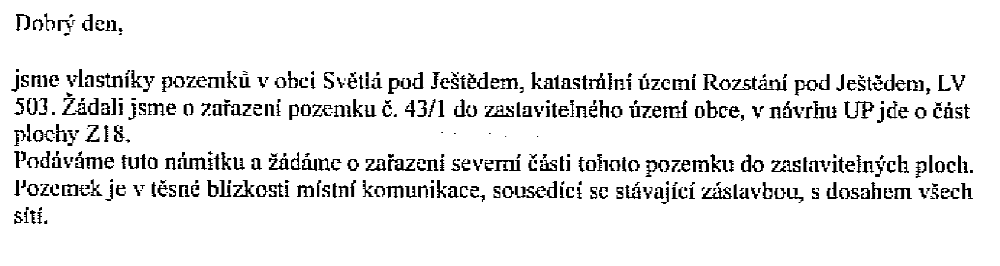 Dobrý den,
jsme vlastníky pozemků v obci Světlá pod Ještědem, katastrální území Rozstání pod Ještědem, LV
503. Žádali jsme o zařazení pozemku č. 43/1 do zastavitelného území obce, v návrhu UP jde o část
plochy Z18.
Podáváme tuto námitku a žádáme o zařazení severní části tohoto pozemku do zastavitelných ploch.
Pozemek je v těsné blízkosti místní komunikace, sousedící se stávající zástavbou, s dosahem všech
sítí.